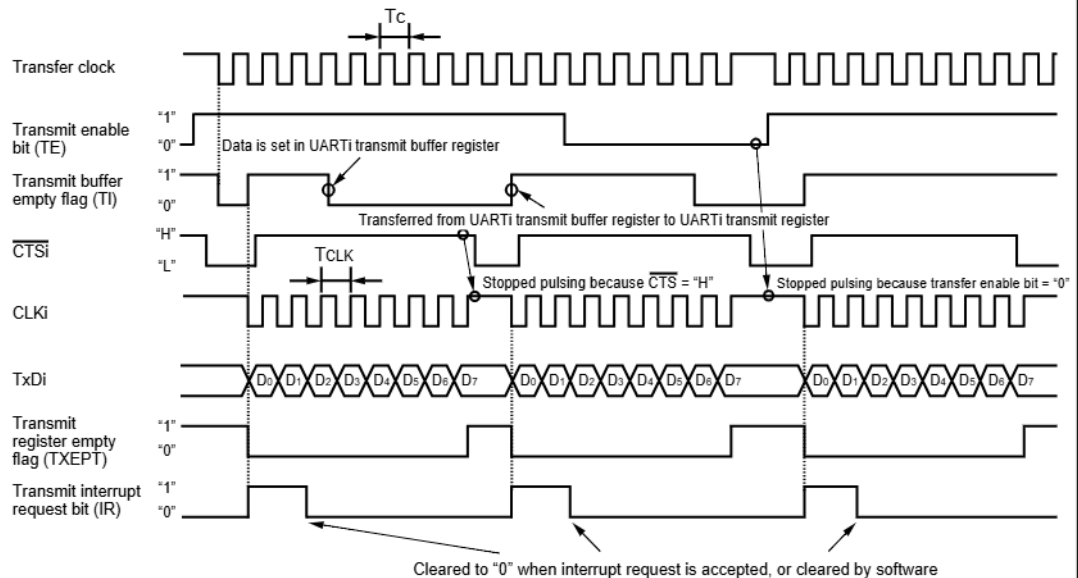 Tc
Transfer clock
Transmit enable
bit (TE)
“1”
“0”
Data is set in UARTi transmit buffer register
Transmit buffer
empty flag (TI)
“1”
“0”
Transferred from UARTi transmit buffer register to UARTi transmit register
CTSi
“H”
“L”
TCLK
Stopped pulsing because CTS = “H”
Stopped pulsing because transfer enable bit = “0”
CLKi
TxDi
D0 D1 D2 D3 D4 D5 D6 D7 D0 D1 D2 D3 D4 D5 D6 D7 D0 D1 D2 D3 D4 D5 D6 D7
Transmit
register empty
flag (TXEPT)
“1”
“0”
Transmit interrupt
request bit (IR)
“1”
“0”
Cleared to “0” when interrupt request is accepted, or cleared by software